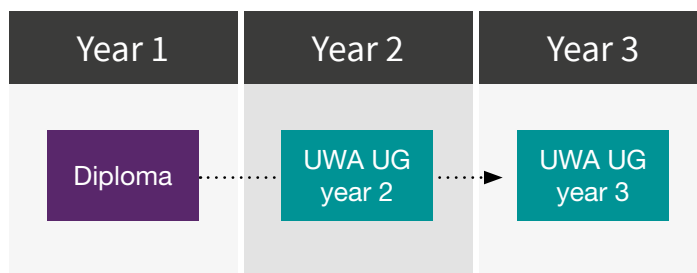 Year 1
Year 2
Year 3
Diploma
UWA UG
year 2
UWA UG
year 3